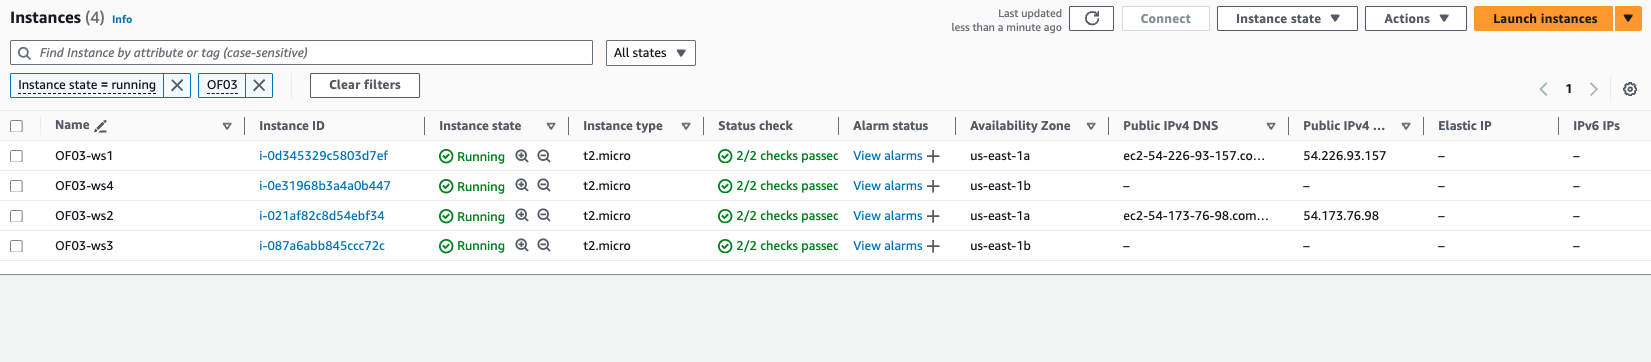 Instances (4) Info
Last updated
less than a minute ago
Connect
Instance state
Actions
Launch instances
Find Instance by attribute or tag (case-sensitive)
All states
Instance state = running
OF03
Clear filters
1
Name Instance ID Instance state Instance type Status check Alarm status Availability Zone Public IPv4 DNS Public IPv4 ... Elastic IP IPv6 IPs
OF03-ws1 i-0d345329c5803d7ef Running t2.micro 2/2 checks passec View alarms + us-east-1a ec2-54-226-93-157.co... 54.226.93.157 – –
OF03-ws4 i-0e31968b3a4a0b447 Running t2.micro 2/2 checks passec View alarms + us-east-1b – – – –
OF03-ws2 i-021af82c8d54ebf34 Running t2.micro 2/2 checks passec View alarms + us-east-1a ec2-54-173-76-98.com... 54.173.76.98 – –
OF03-ws3 i-087a6abb845ccc72c Running t2.micro 2/2 checks passec View alarms + us-east-1b – – – –